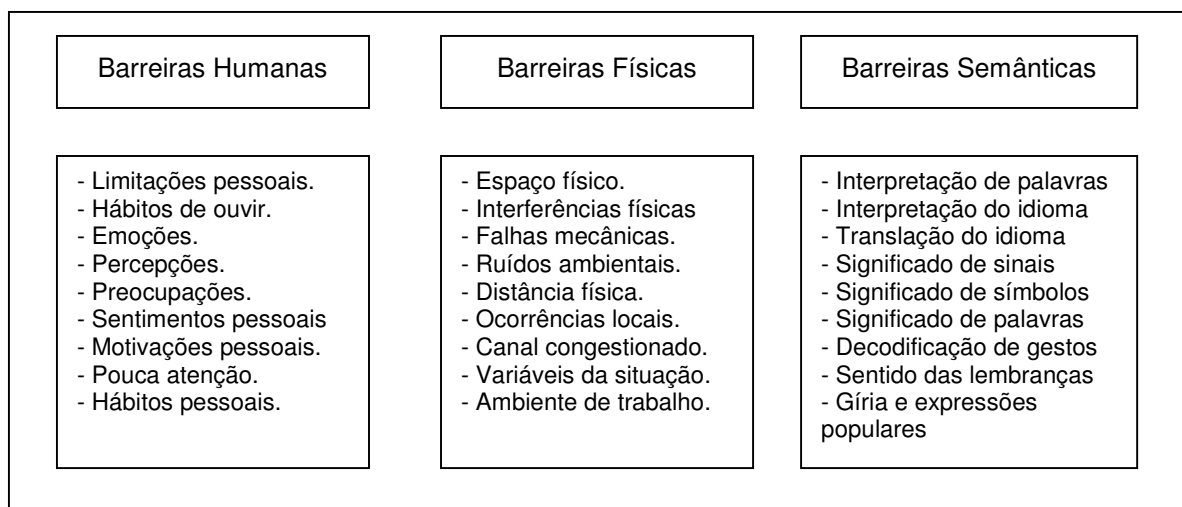 Barreiras Humanas
- Limitações pessoais.
- Hábitos de ouvir.
- Emoções.
- Percepções.
- Preocupações.
- Sentimentos pessoais
- Motivações pessoais.
- Pouca atenção.
- Hábitos pessoais.
Barreiras Físicas
- Espaço físico.
- Interferências físicas
- Falhas mecânicas.
- Ruídos ambientais.
- Distância física.
- Ocorrências locais.
- Canal congestionado.
- Variáveis da situação.
- Ambiente de trabalho.
Barreiras Semânticas
- Interpretação de palavras
- Interpretação do idioma
- Translação do idioma
- Significado de sinais
- Significado de símbolos
- Significado de palavras
- Decodificação de gestos
- Sentido das lembranças
- Gíria e expressões
populares